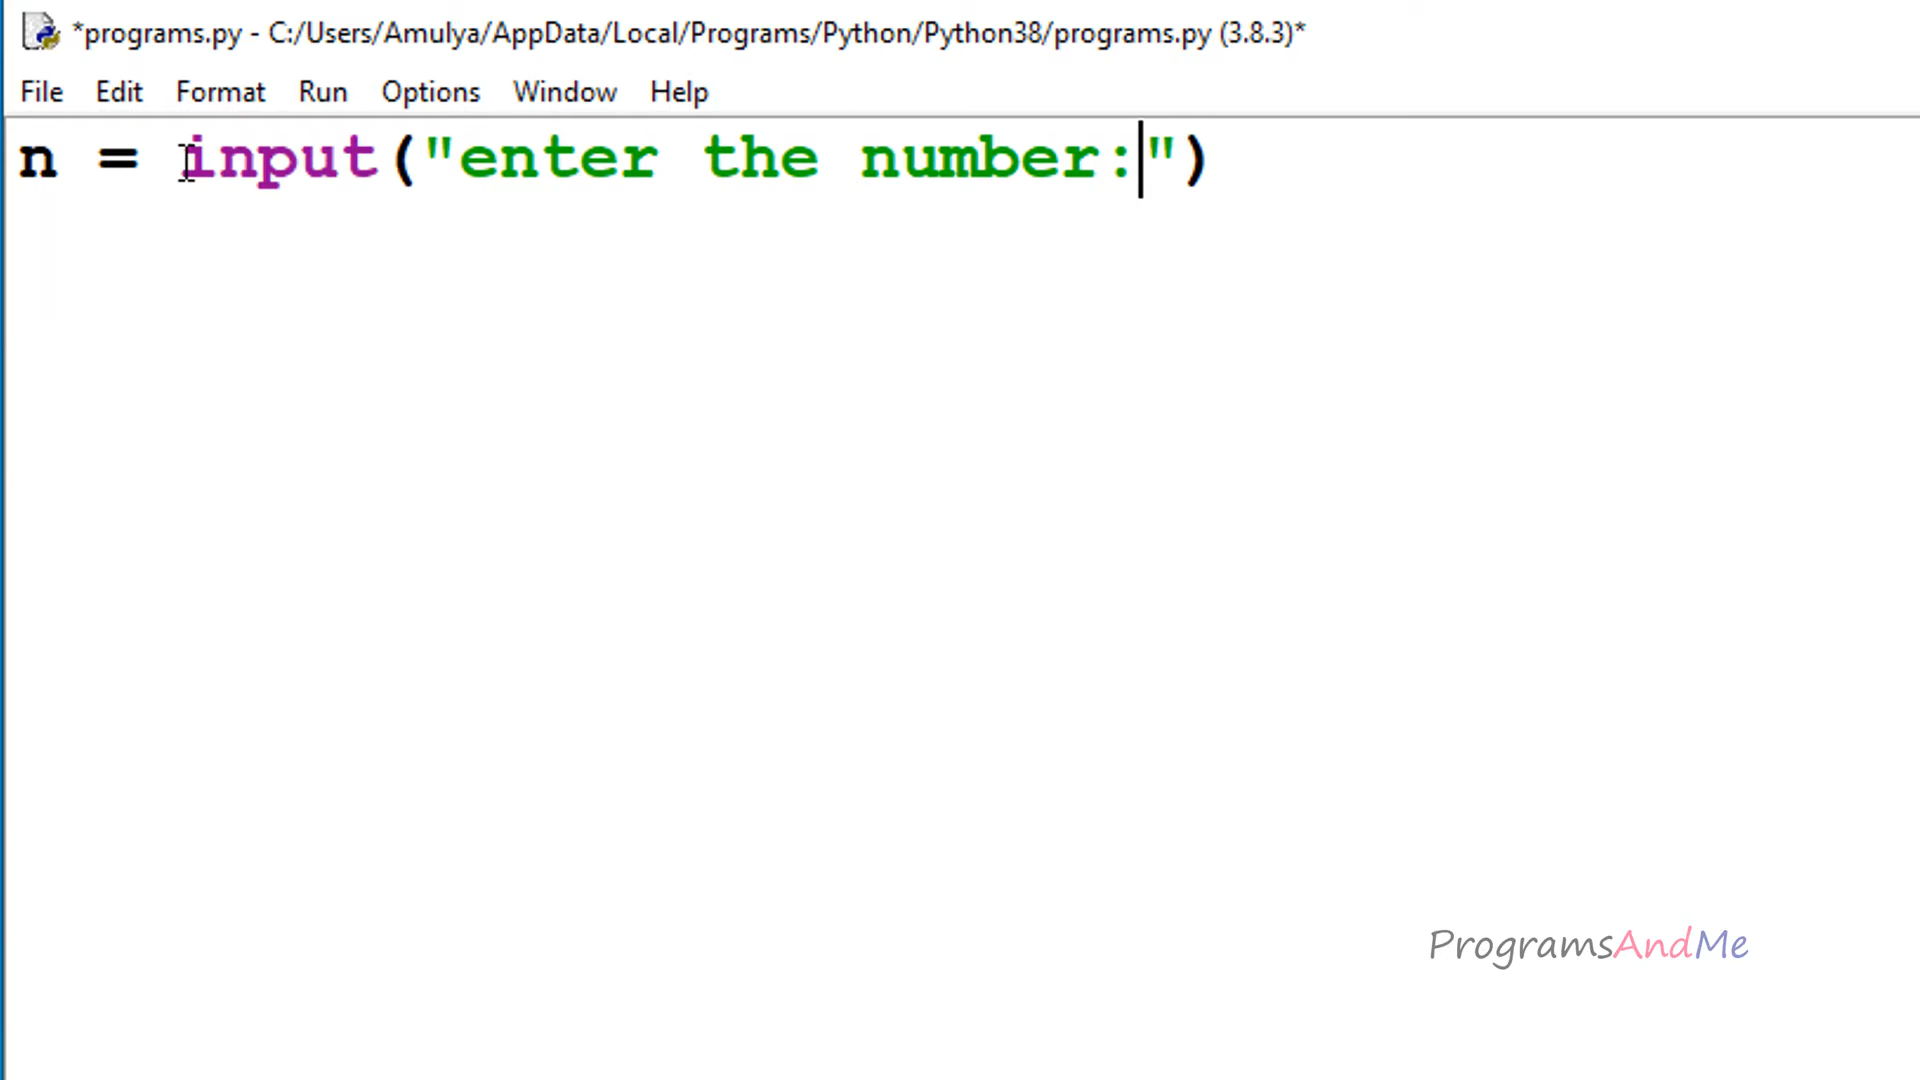 *programs.py - C:/Users/Amulya/AppData/Local/Programs/Python/Python38/programs.py (3.8.3)*
File Edit Format Run Options Window Help
n = input("enter the number:")
ProgramsAndMe